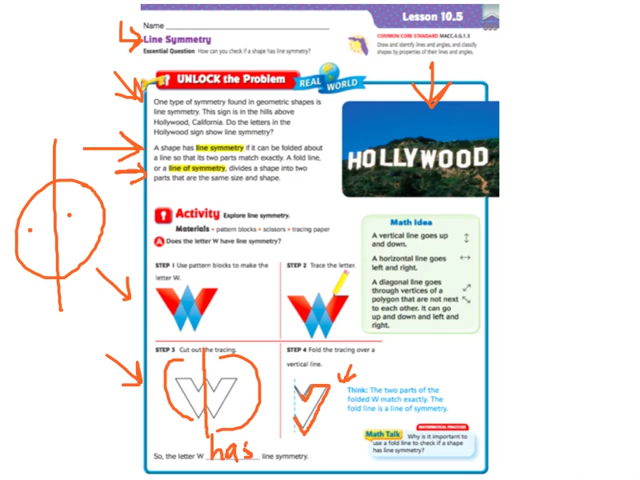 Lesson 10.5
Name
Line Symmetry
Essential Question How can you check if a shape has line symmetry?
COMMON CORE STANDARD MACC.4.G.1.3
Draw and identify lines and angles, and classify
shapes by properties of their lines and angles.
UNLOCK the Problem
REAL WORLD
One type of symmetry found in geometric shapes is
line symmetry. This sign is in the hills above
Hollywood, California. Do the letters in the
Hollywood sign show line symmetry?
A shape has line symmetry if it can be folded about
a line so that its two parts match exactly. A fold line,
or a line of symmetry, divides a shape into two
parts that are the same size and shape.
HOLLYWOOD
Activity Explore line symmetry.
Materials • pattern blocks • scissors • tracing paper
A Does the letter W have line symmetry?
Math Idea
A vertical line goes up
and down.
A horizontal line goes
left and right.
A diagonal line goes
through vertices of a
polygon that are not next
to each other. It can go
up and down and left and
right.
STEP 1 Use pattern blocks to make the
letter W.
STEP 2 Trace the letter.
STEP 3 Cut out the tracing.
STEP 4 Fold the tracing over a
vertical line.
Think: The two parts of the
folded W match exactly. The
fold line is a line of symmetry.
MATHEMATICAL PRACTICES
Math Talk Why is it important to
use a fold line to check if a shape
has line symmetry?
So, the letter W has line symmetry.